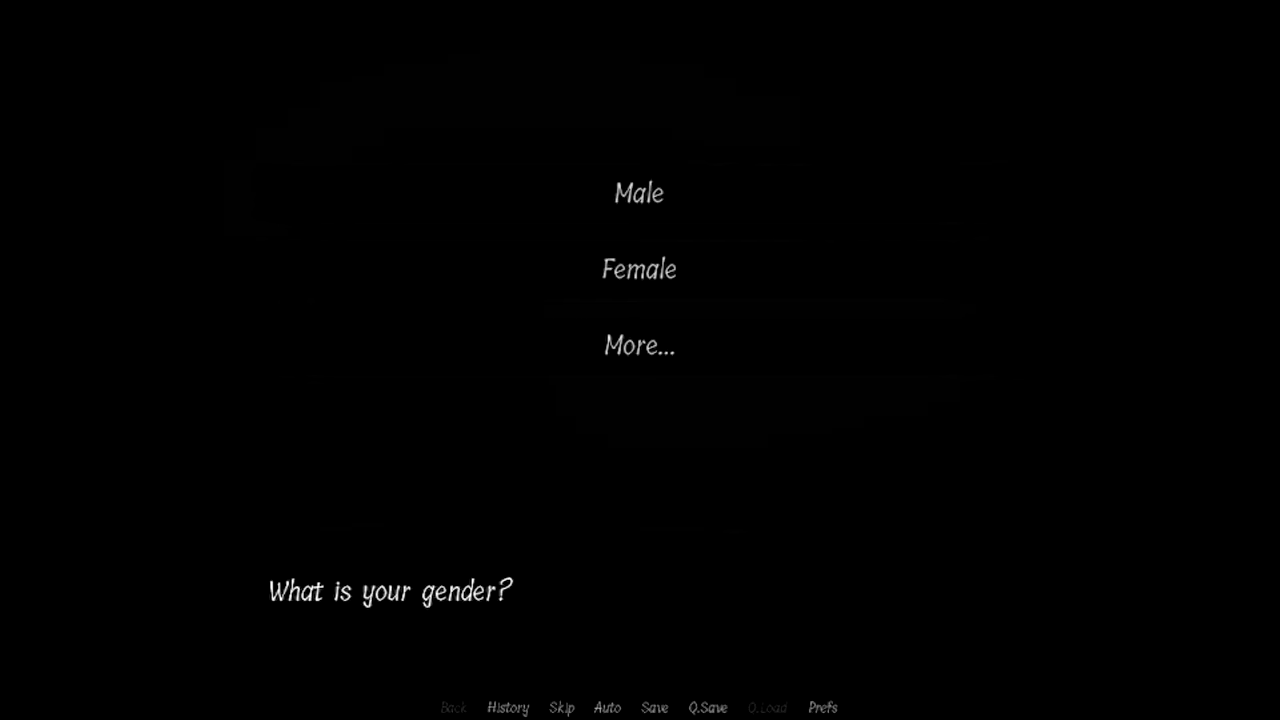 Male
Female
More...
What is your gender?
Back History Skip Auto Save Q.Save Q.Load Prefs